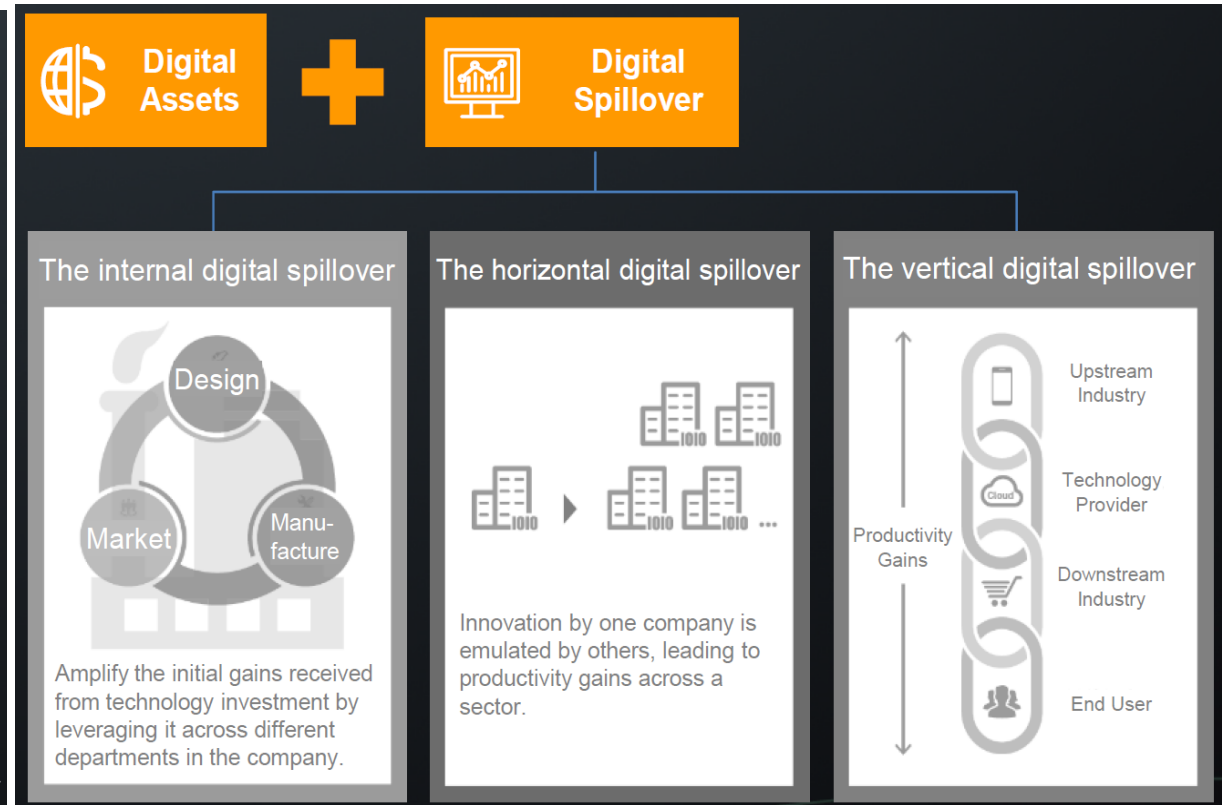 Digital
Assets
Digital
Spillover
The internal digital spillover
Design
Market
Manu-
facture
Amplify the initial gains received
from technology investment by
leveraging it across different
departments in the company.
The horizontal digital spillover
1010
1010
1010
1010
1010
...
Innovation by one company is
emulated by others, leading to
productivity gains across a
sector.
The vertical digital spillover
Productivity
Gains
Upstream
Industry
Cloud
Technology
Provider
Downstream
Industry
End User